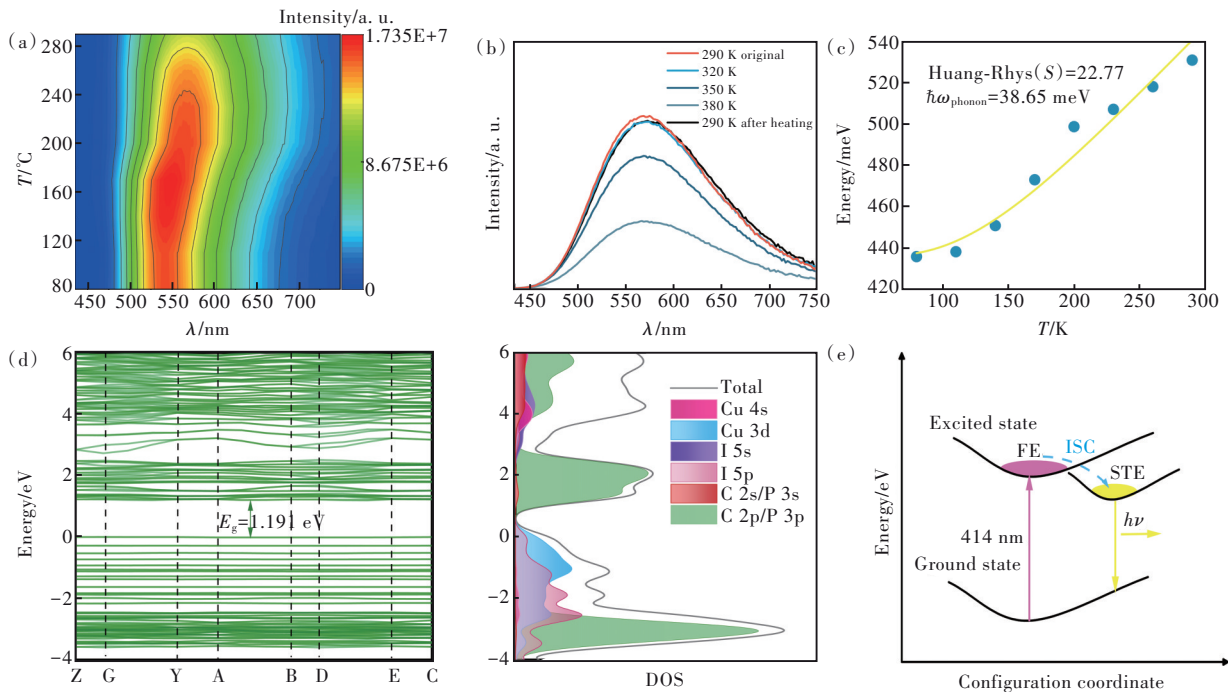 (a)
Intensity/a. u.
1.735E+7
8.675E+6
0
T/°C
280
240
200
160
120
80
450 500 550 600 650 700
λ/nm
(b)
290 K original
320 K
350 K
380 K
290 K after heating
Intensity/a. u.
450 500 550 600 650 700 750
λ/nm
(c)
Huang-Rhys(S)=22.77
ℏω_phonon=38.65 meV
Energy/meV
540
520
500
480
460
440
420
100 150 200 250 300
T/K
(d)
Energy/eV
6
4
2
0
−2
−4
E_g=1.191 eV
Z G Y A B D E C
6
4
2
0
−2
−4
Total
Cu 4s
Cu 3d
I 5s
I 5p
C 2s/P 3s
C 2p/P 3p
DOS
(e)
Energy/eV
Excited state
FE
ISC
STE
414 nm
hν
Ground state
Configuration coordinate